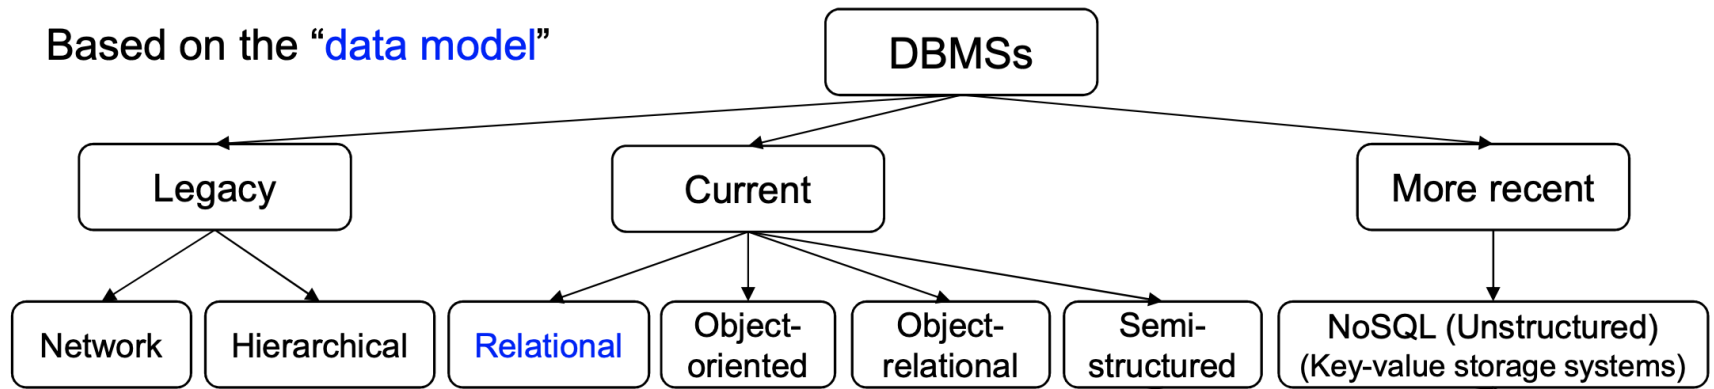 Based on the “data model”
DBMSs
Legacy
Current
More recent
Network
Hierarchical
Relational
Object-
oriented
Object-
relational
Semi-
structured
NoSQL (Unstructured)
(Key-value storage systems)